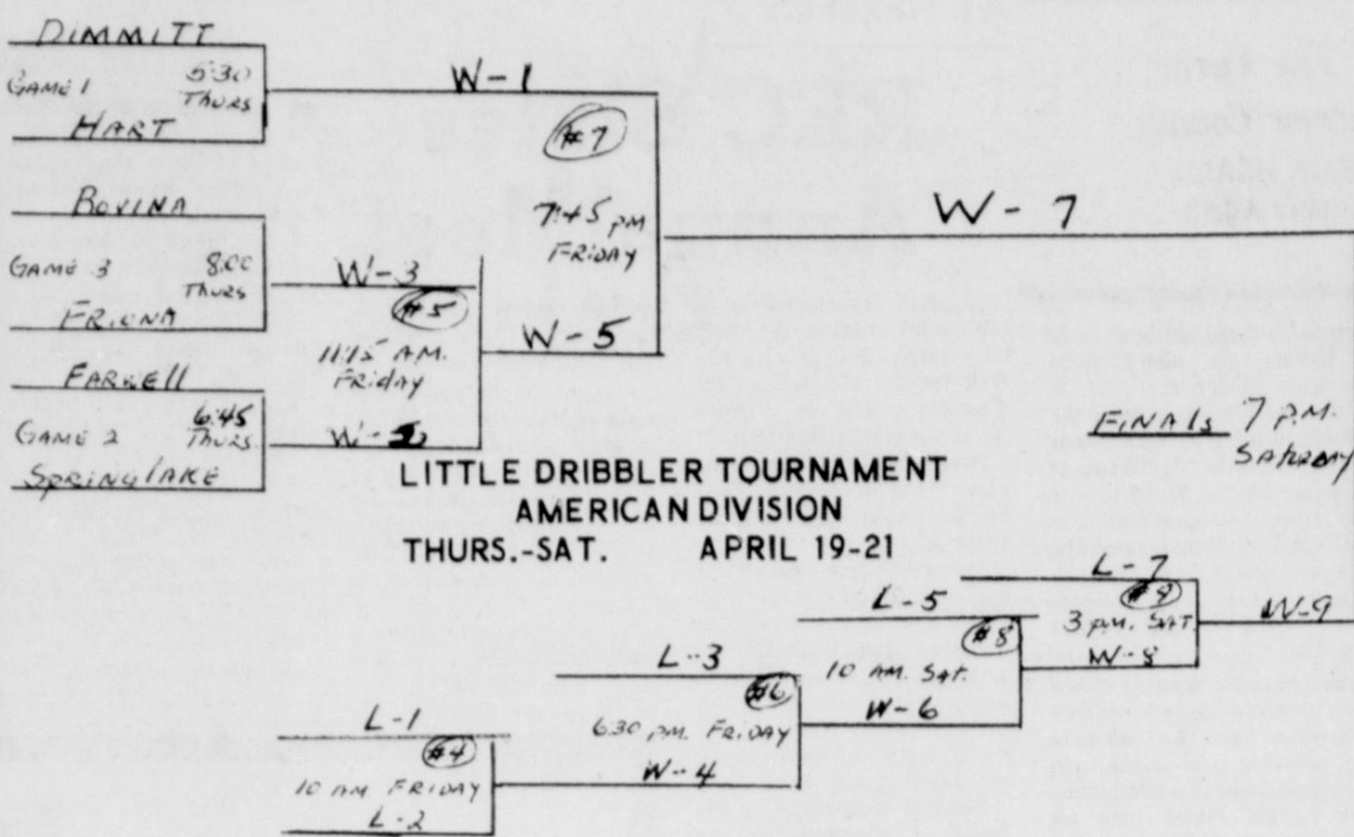 DIMMITT
GAME 1 5:30 THURS
HART
W-1
#7
7:45 PM FRIDAY
BOVINA
GAME 3 8:00 THURS
FRIONA
W-3
#5
11:15 A.M. FRIDAY
W-5
FARWELL
GAME 2 6:45 THURS.
SPRINGLAKE
W-2
W-7
FINALS 7 P.M. SATURDAY
LITTLE DRIBBLER TOURNAMENT
AMERICAN DIVISION
THURS.-SAT. APRIL 19-21
L-7
#9
3 P.M. SAT.
W-8
W-9
L-5
#8
10 AM. SAT.
W-6
L-3
#6
6:30 PM. FRIDAY
W-4
L-1
#4
10 AM FRIDAY
L-2